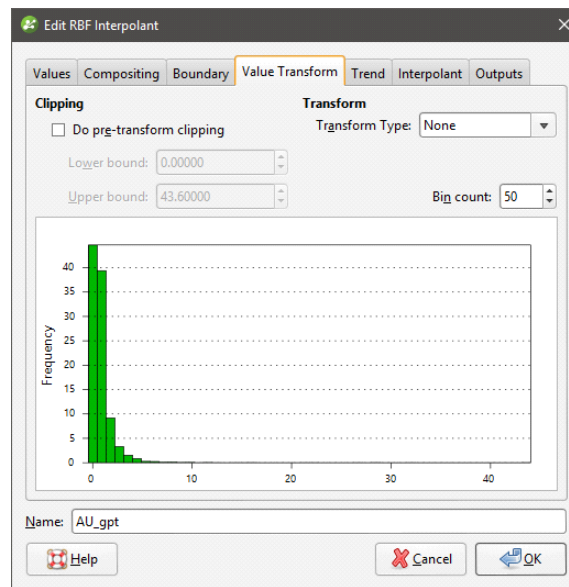 Edit RBF Interpolant
Values Compositing Boundary Value Transform Trend Interpolant Outputs
Clipping Transform
Do pre-transform clipping Transform Type: None
Lower bound: 0.00000
Upper bound: 43.60000 Bin count: 50
40
35
30
25
20
15
10
5
0
Frequency
0 10 20 30 40
Name: AU_gpt
Help Cancel OK